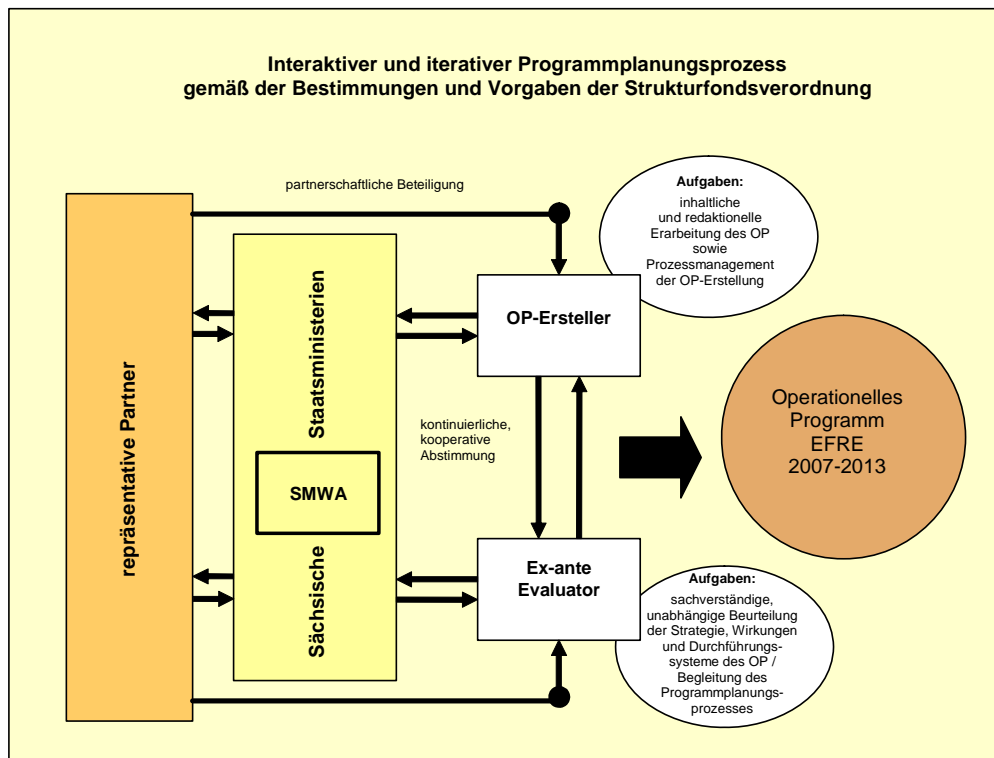 Interaktiver und iterativer Programmplanungsprozess
gemäß der Bestimmungen und Vorgaben der Strukturfondsverordnung
partnerschaftliche Beteiligung
Aufgaben:
inhaltliche
und redaktionelle
Erarbeitung des OP
sowie
Prozessmanagement
der OP-Erstellung
repräsentative Partner
Sächsische Staatsministerien
SMWA
OP-Ersteller
kontinuierliche,
kooperative
Abstimmung
Operationelles
Programm
EFRE
2007-2013
Ex-ante
Evaluator
Aufgaben:
sachverständige,
unabhängige Beurteilung
der Strategie, Wirkungen
und Durchführungs-
systeme des OP /
Begleitung des
Programmplanungs-
prozesses